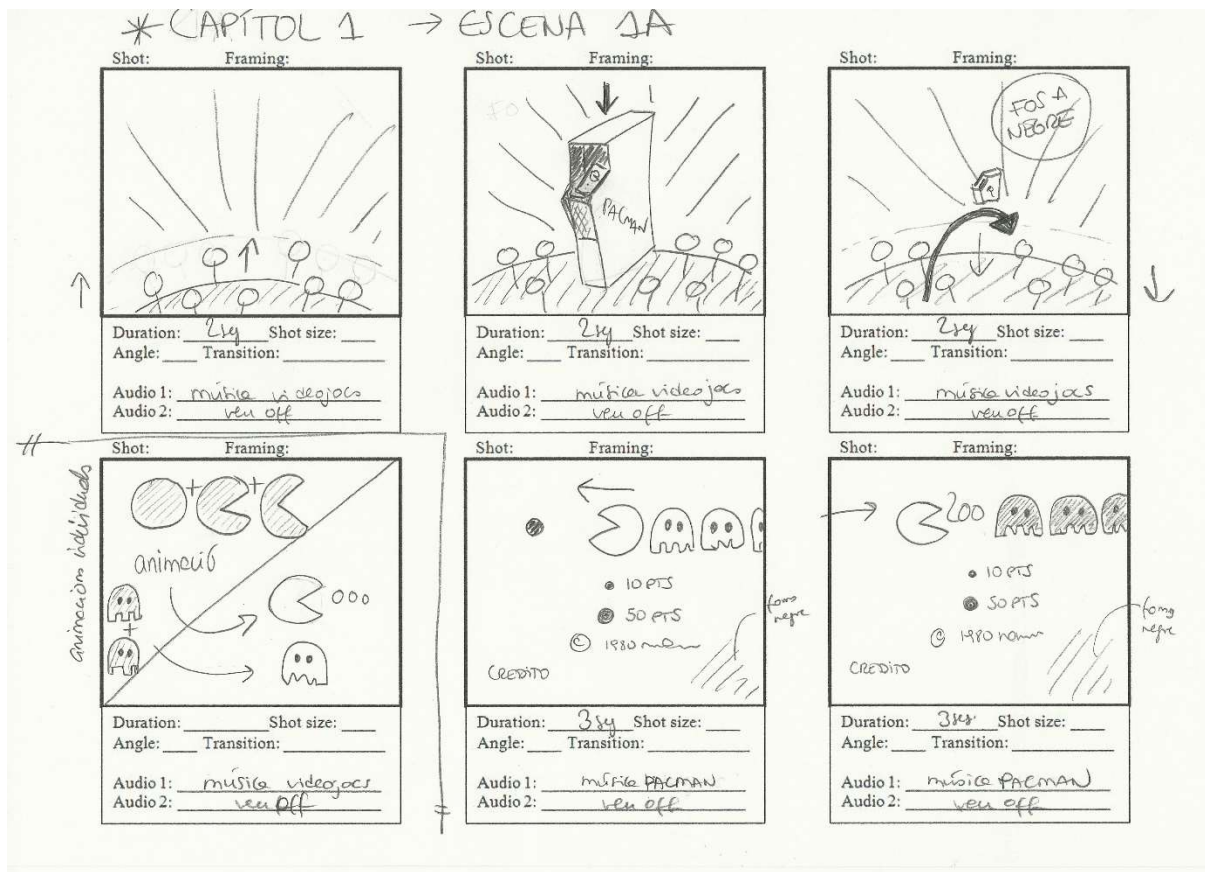 * CAPÍTOL 1 → ESCENA 1A
Shot: Framing:
FOS A
NEGRE
PACMAN
Duration: 2sg Shot size:
Angle: Transition:
Audio 1: música videojocs
Audio 2: veu off
Shot: Framing:
Duration: 2sg Shot size:
Angle: Transition:
Audio 1: música videojocs
Audio 2: veu off
Shot: Framing:
Duration: 2sg Shot size:
Angle: Transition:
Audio 1: música videojocs
Audio 2: veu off
animacions individuals
Shot: Framing:
animació
Duration: Shot size:
Angle: Transition:
Audio 1: música videojocs
Audio 2: veu off
Shot: Framing:
10 PTS
50 PTS
© 1980
CREDITO
fons
negre
Duration: 3sg Shot size:
Angle: Transition:
Audio 1: música PACMAN
Audio 2: veu off
Shot: Framing:
200
10 PTS
50 PTS
© 1980
CREDITO
fons
negre
Duration: 3sg Shot size:
Angle: Transition:
Audio 1: música PACMAN
Audio 2: veu off